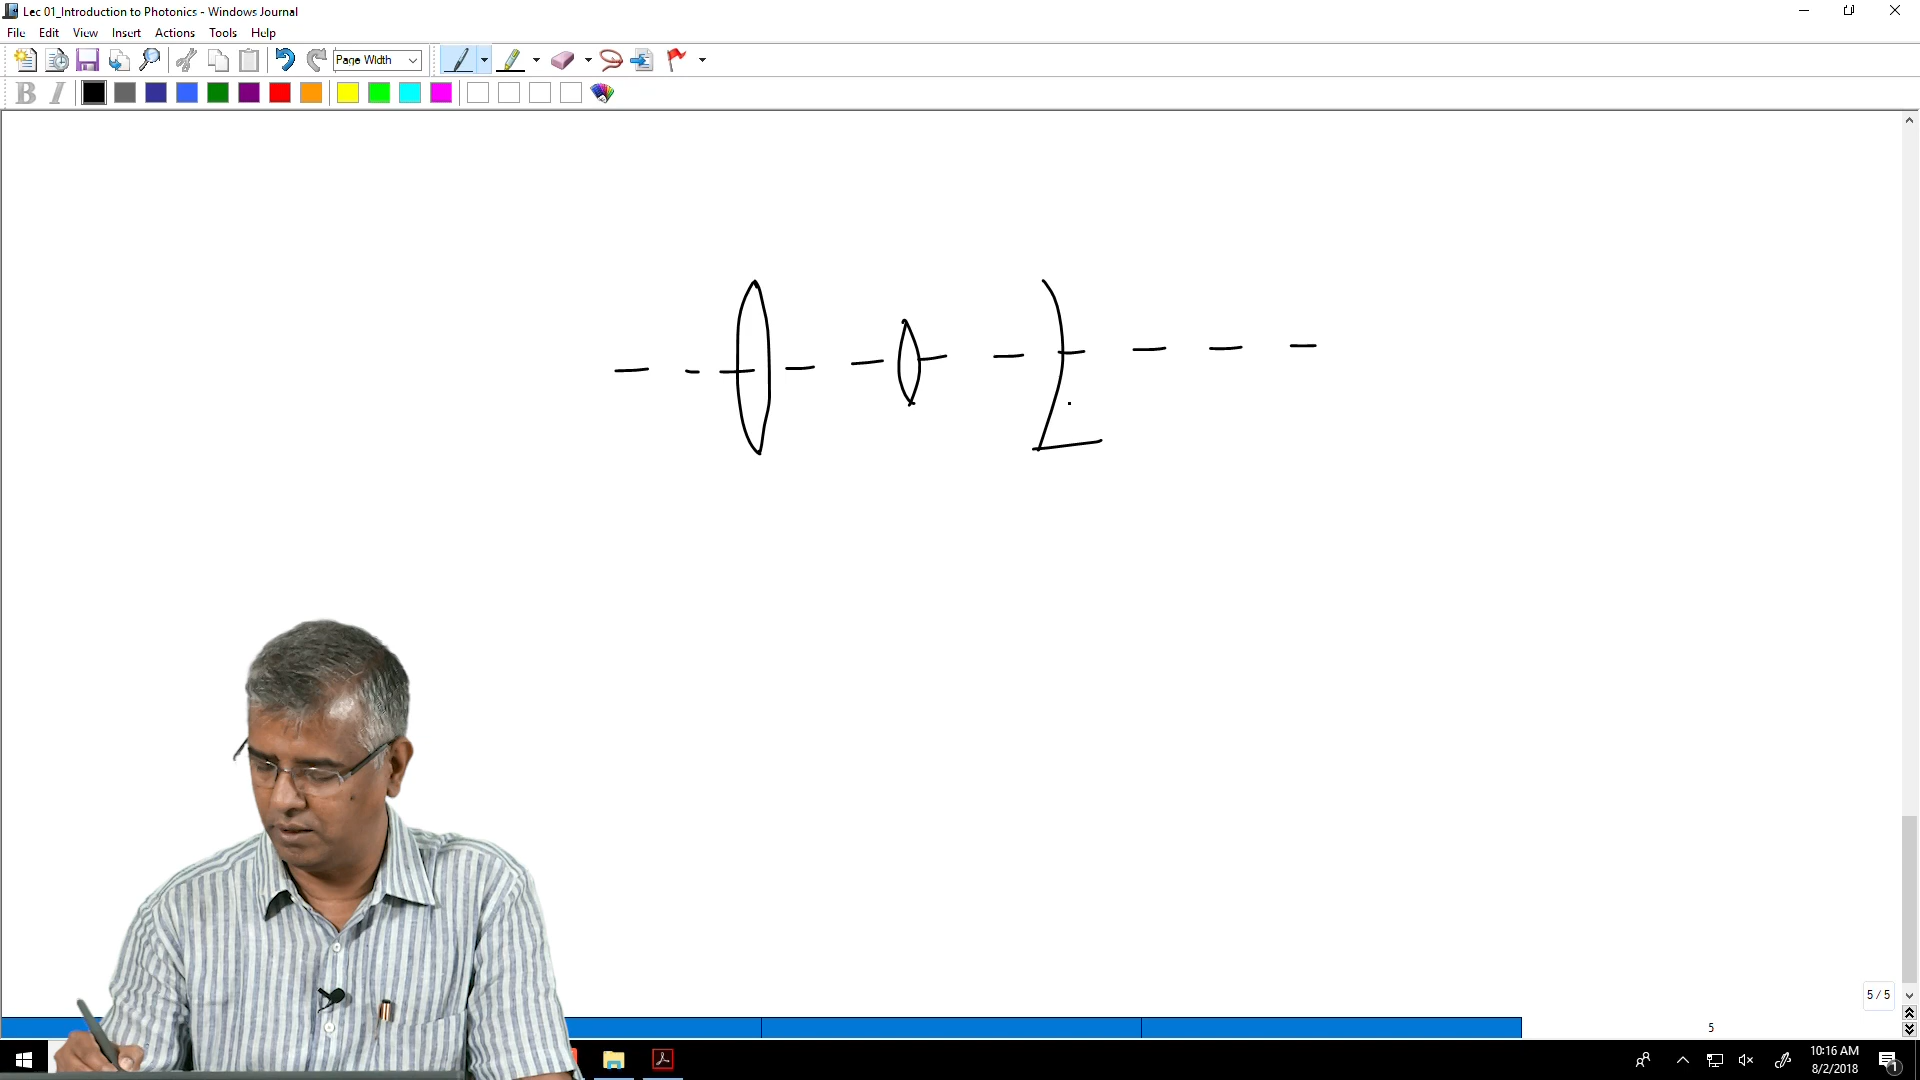 Lec 01_Introduction to Photonics - Windows Journal
File Edit View Insert Actions Tools Help
Page Width
B I
5 / 5
5
10:16 AM
8/2/2018
1